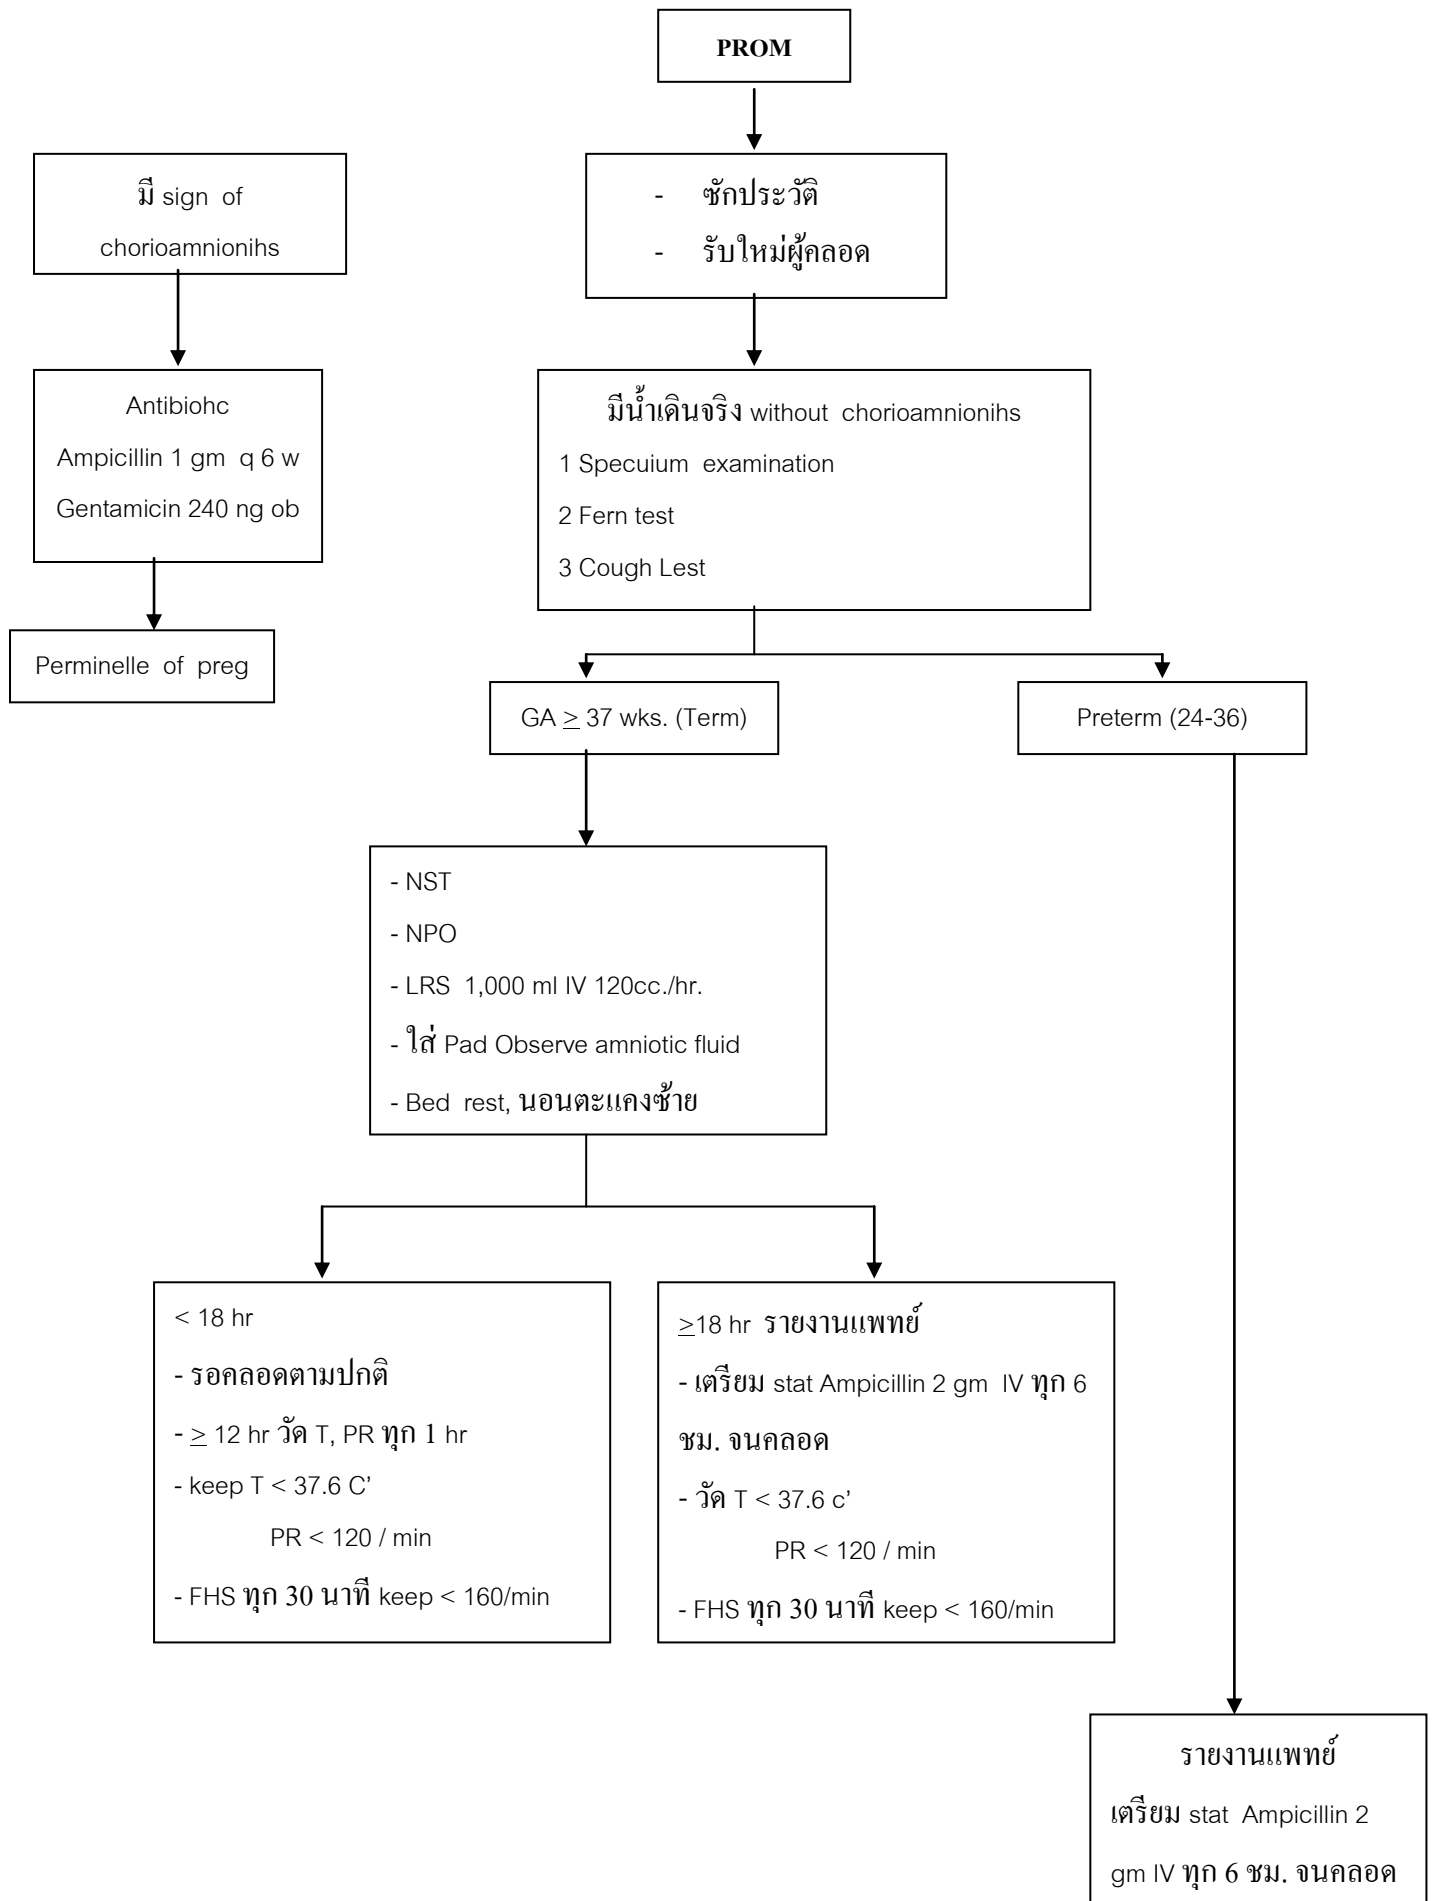 PROM
มี sign of
chorioamnionihs
- ซักประวัติ
- รับใหม่ผู้คลอด
Antibiohc
Ampicillin 1 gm q 6 w
Gentamicin 240 ng ob
มีน้ำเดินจริง without chorioamnionihs
1 Specuium examination
2 Fern test
3 Cough Lest
Perminelle of preg
GA ≥ 37 wks. (Term)
Preterm (24-36)
- NST
- NPO
- LRS 1,000 ml IV 120cc./hr.
- ใส่ Pad Observe amniotic fluid
- Bed rest, นอนตะแคงซ้าย
< 18 hr
- รอคลอดตามปกติ
- ≥ 12 hr วัด T, PR ทุก 1 hr
- keep T < 37.6 C’
PR < 120 / min
- FHS ทุก 30 นาที keep < 160/min
≥18 hr รายงานแพทย์
- เตรียม stat Ampicillin 2 gm IV ทุก 6
ชม. จนคลอด
- วัด T < 37.6 c’
PR < 120 / min
- FHS ทุก 30 นาที keep < 160/min
รายงานแพทย์
เตรียม stat Ampicillin 2
gm IV ทุก 6 ชม. จนคลอด